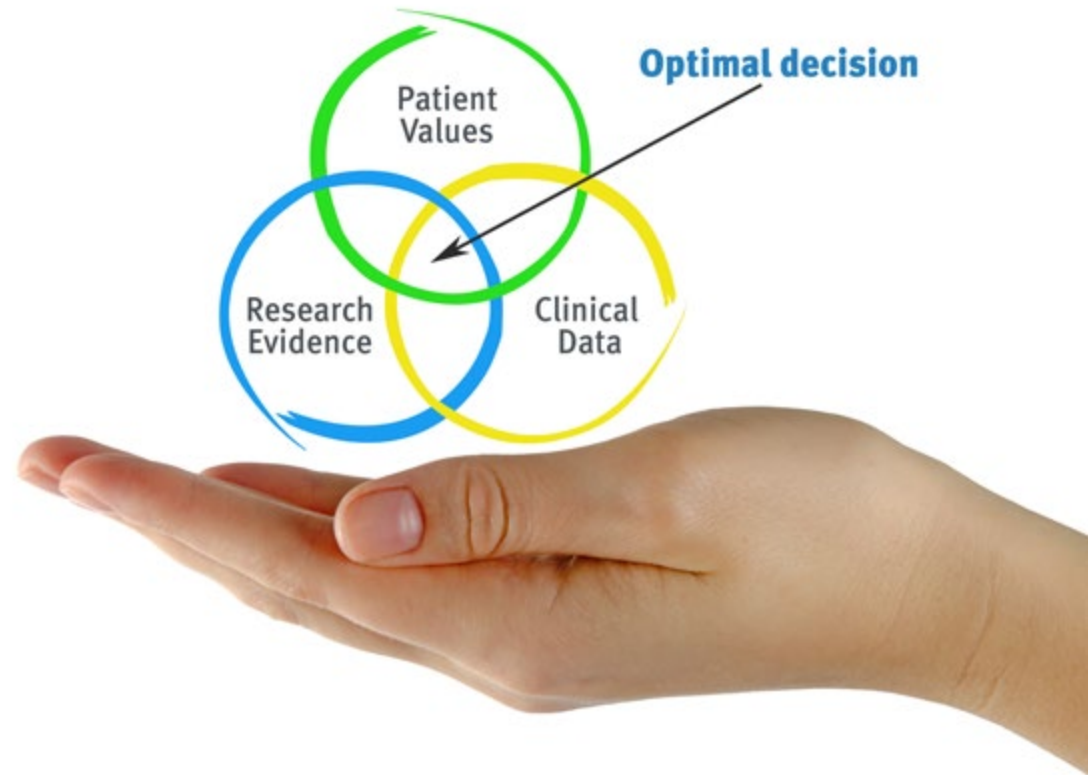 Optimal decision
Patient
Values
Research
Evidence
Clinical
Data